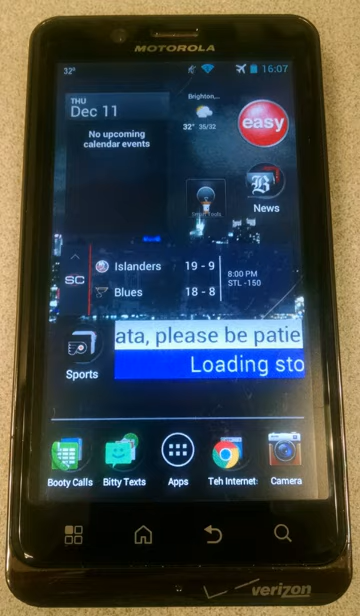 MOTOROLA
32°
16:07
THU
Dec 11
No upcoming
calendar events
Brighton,...
32° 35/32
easy
B
News
SC
Islanders 19 - 9
Blues 18 - 8
8:00 PM
STL -150
Sports
ata, please be patie
Loading sto
Booty Calls
Bitty Texts
Apps
Teh Internet
Camera
verizon